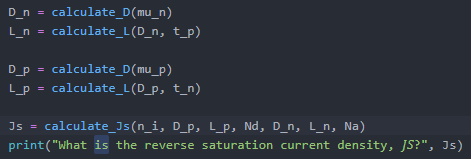 D_n = calculate_D(mu_n)
L_n = calculate_L(D_n, t_p)
D_p = calculate_D(mu_p)
L_p = calculate_L(D_p, t_n)
Js = calculate_Js(n_i, D_p, L_p, Nd, D_n, L_n, Na)
print("What is the reverse saturation current density, JS?", Js)